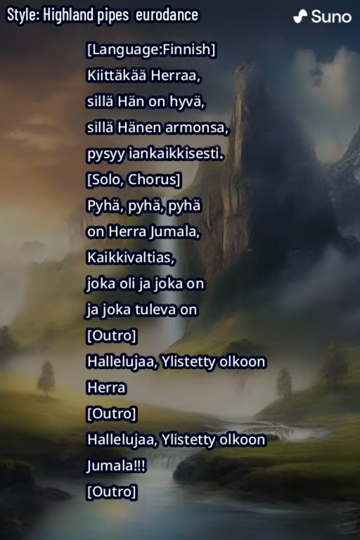 Style: Highland pipes eurodance
Suno
[Language:Finnish]
Kiittäkää Herraa,
sillä Hän on hyvä,
sillä Hänen armonsa,
pysyy iankaikkisesti.
[Solo, Chorus]
Pyhä, pyhä, pyhä
on Herra Jumala,
Kaikkivaltias,
joka oli ja joka on
ja joka tuleva on
[Outro]
Hallelujaa, Ylistetty olkoon
Herra
[Outro]
Hallelujaa, Ylistetty olkoon
Jumala!!!
[Outro]